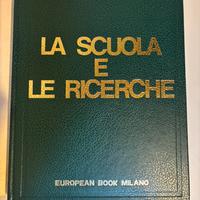 LA SCUOLA
E
LE RICERCHE
EUROPEAN BOOK MILANO